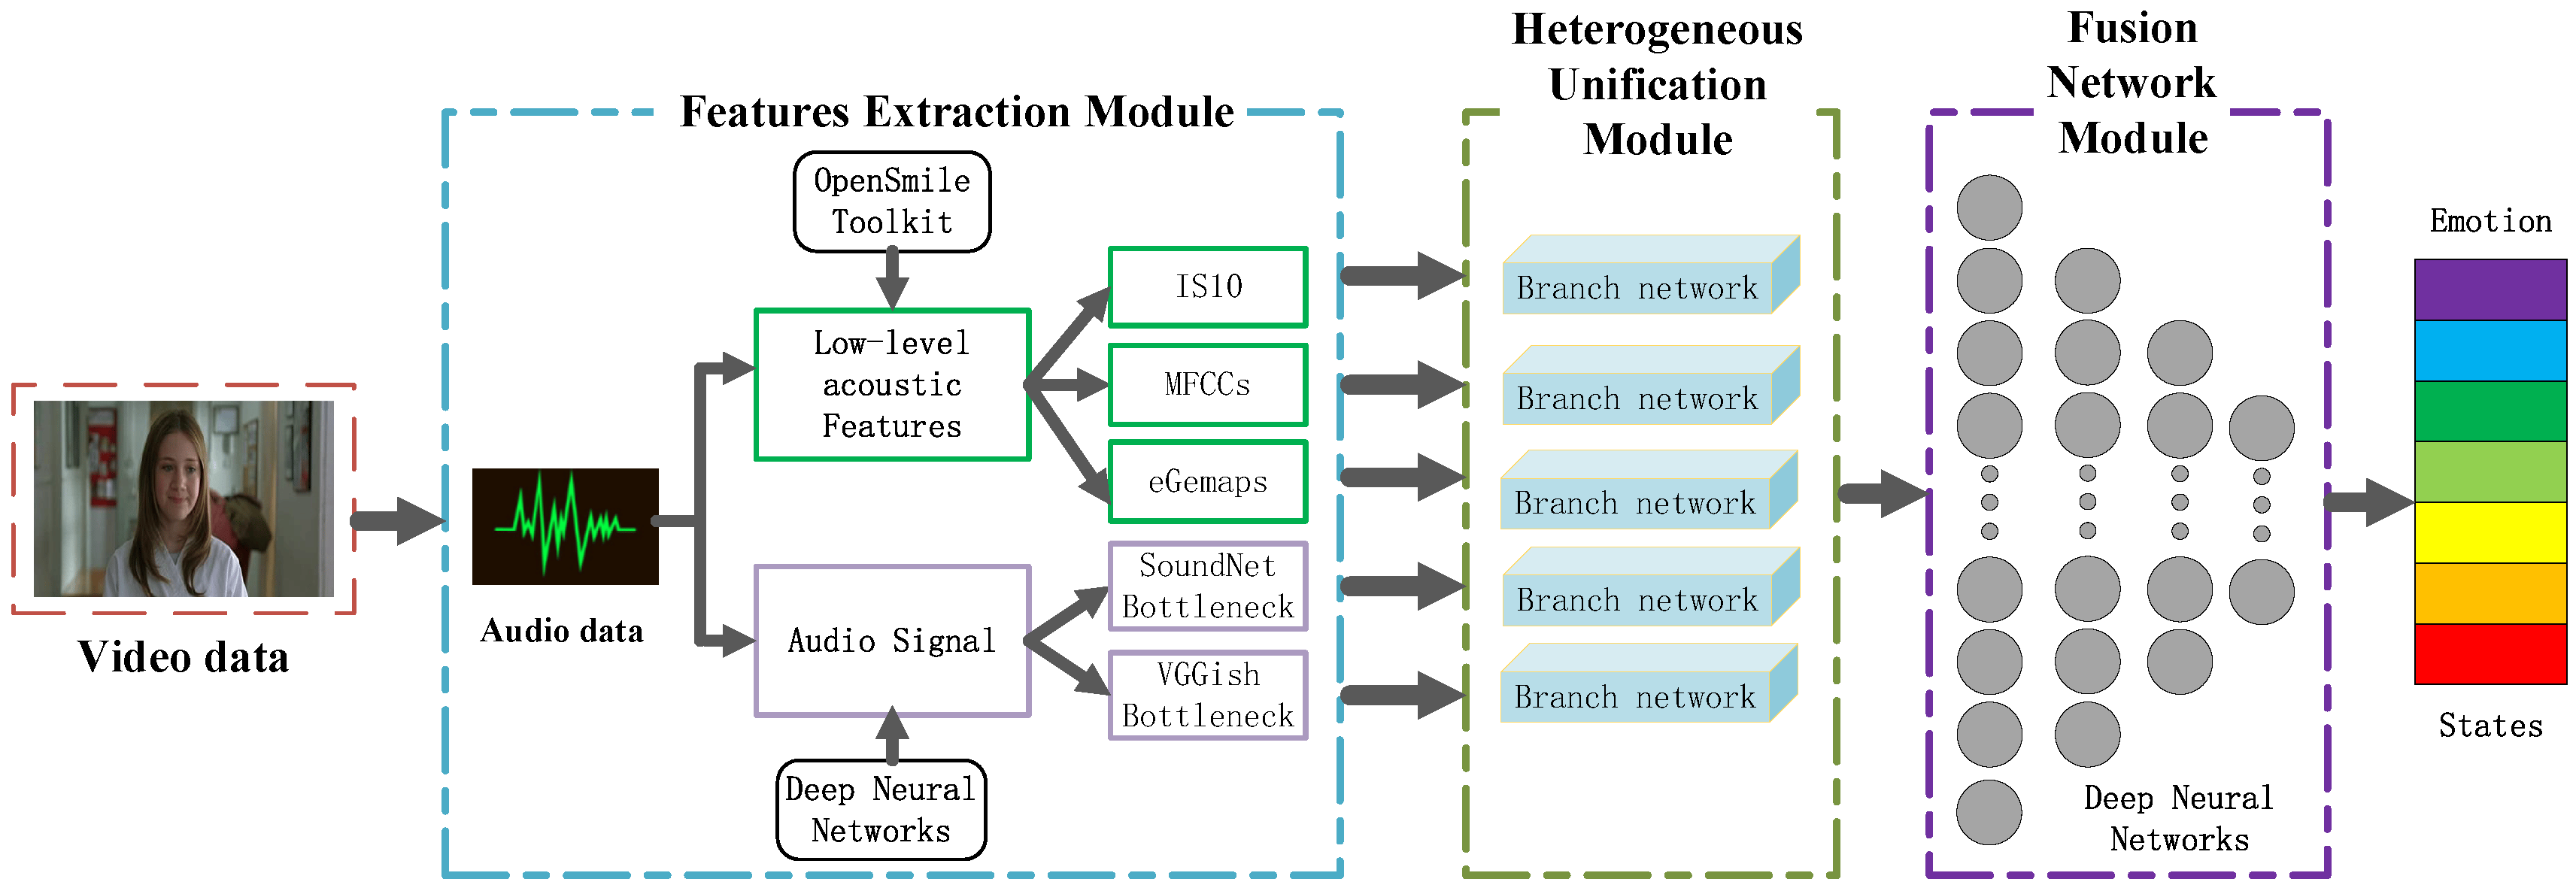 Video data
Features Extraction Module
OpenSmile
Toolkit
Low-level
acoustic
Features
Audio data
Audio Signal
Deep Neural
Networks
IS10
MFCCs
eGemaps
SoundNet
Bottleneck
VGGish
Bottleneck
Heterogeneous
Unification
Module
Branch network
Branch network
Branch network
Branch network
Branch network
Fusion
Network
Module
Deep Neural
Networks
Emotion
States